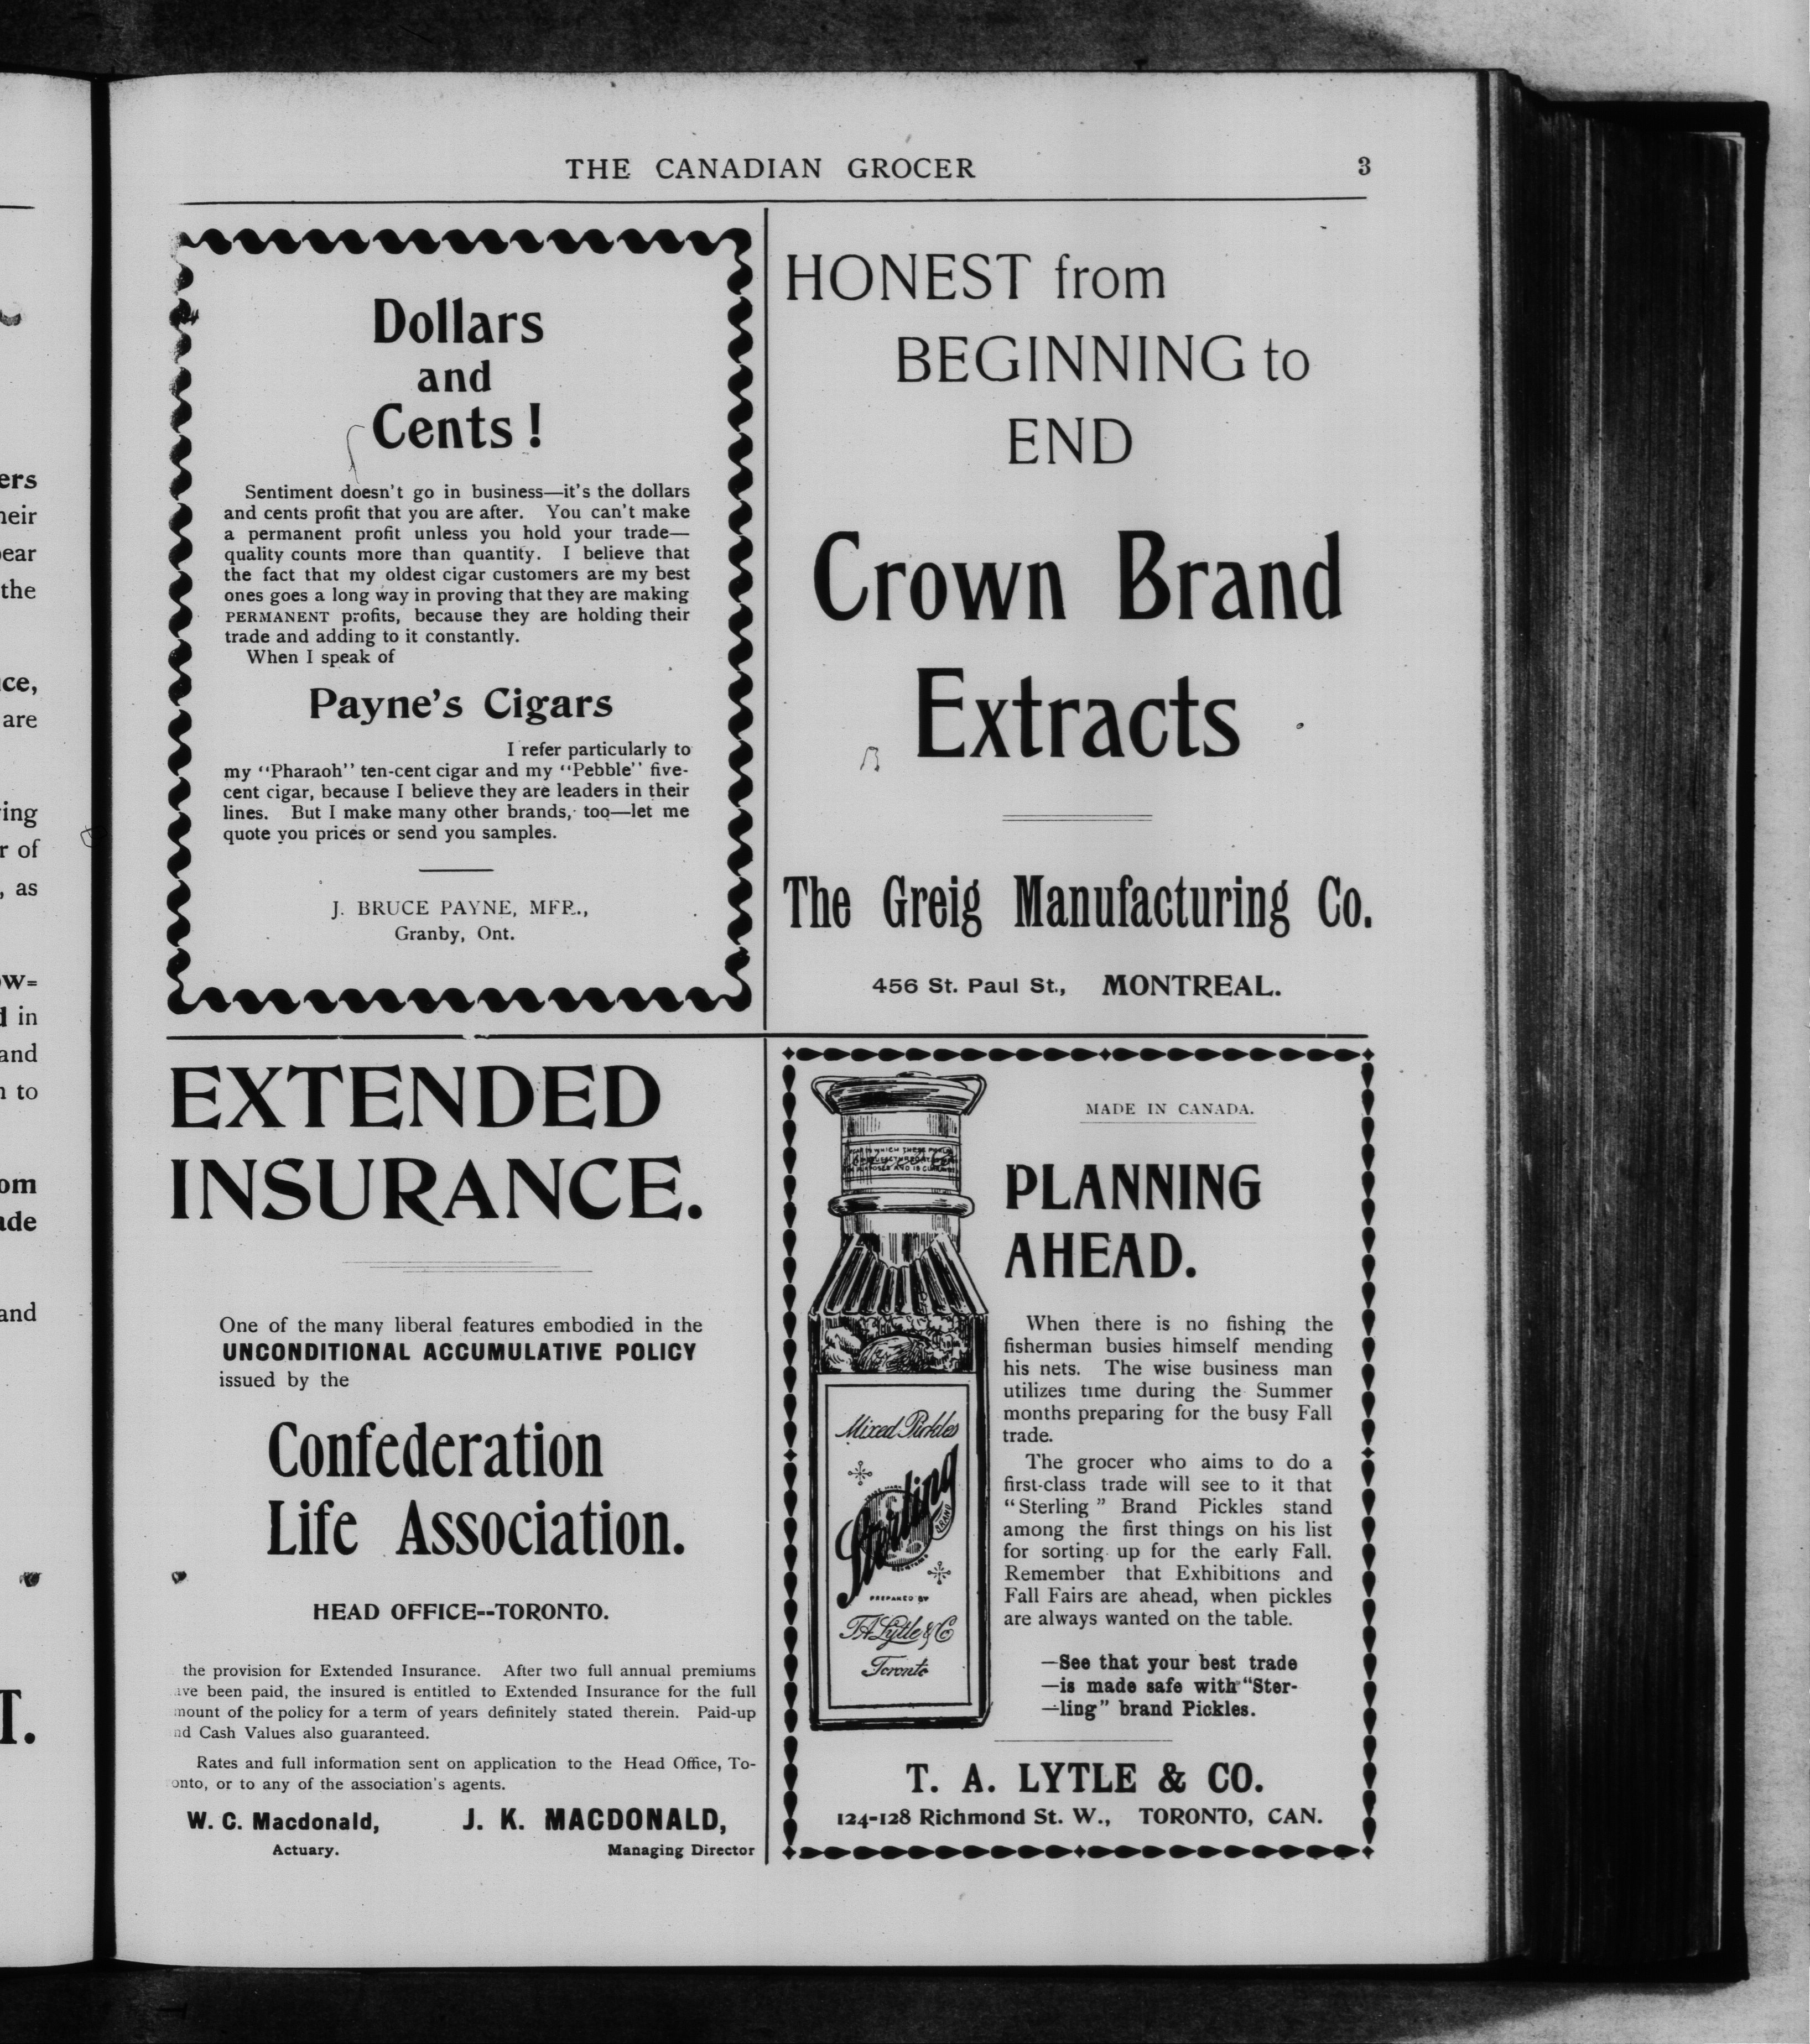 THE CANADIAN GROCER 3
Dollars
and
Cents !
Sentiment doesn't go in business—it's the dollars
and cents profit that you are after. You can't make
a permanent profit unless you hold your trade—
quality counts more than quantity. I believe that
the fact that my oldest cigar customers are my best
ones goes a long way in proving that they are making
PERMANENT profits, because they are holding their
trade and adding to it constantly.
When I speak of
Payne's Cigars
I refer particularly to
my "Pharaoh" ten-cent cigar and my "Pebble" five-
cent cigar, because I believe they are leaders in their
lines. But I make many other brands, too—let me
quote you prices or send you samples.
J. BRUCE PAYNE, MFR.,
Granby, Ont.
HONEST from
BEGINNING to
END
Crown Brand
Extracts
The Greig Manufacturing Co.
456 St. Paul St., MONTREAL.
EXTENDED
INSURANCE.
One of the many liberal features embodied in the
UNCONDITIONAL ACCUMULATIVE POLICY
issued by the
Confederation
Life Association.
HEAD OFFICE--TORONTO.
the provision for Extended Insurance. After two full annual premiums
ave been paid, the insured is entitled to Extended Insurance for the full
mount of the policy for a term of years definitely stated therein. Paid-up
nd Cash Values also guaranteed.
Rates and full information sent on application to the Head Office, To-
onto, or to any of the association's agents.
W. C. Macdonald, J. K. MACDONALD,
Actuary. Managing Director
MADE IN CANADA.
PLANNING
AHEAD.
When there is no fishing the
fisherman busies himself mending
his nets. The wise business man
utilizes time during the Summer
months preparing for the busy Fall
trade.
The grocer who aims to do a
first-class trade will see to it that
"Sterling" Brand Pickles stand
among the first things on his list
for sorting up for the early Fall.
Remember that Exhibitions and
Fall Fairs are ahead, when pickles
are always wanted on the table.
—See that your best trade
—is made safe with "Ster-
—ling" brand Pickles.
Mixed Pickles
Sterling
BRAND
PREPARED BY
T A Lytle & Co
Toronto
T. A. LYTLE & CO.
124-128 Richmond St. W., TORONTO, CAN.
ers
heir
pear
the
ce,
are
ing
r of
, as
ow=
d in
and
n to
om
ade
and
T.